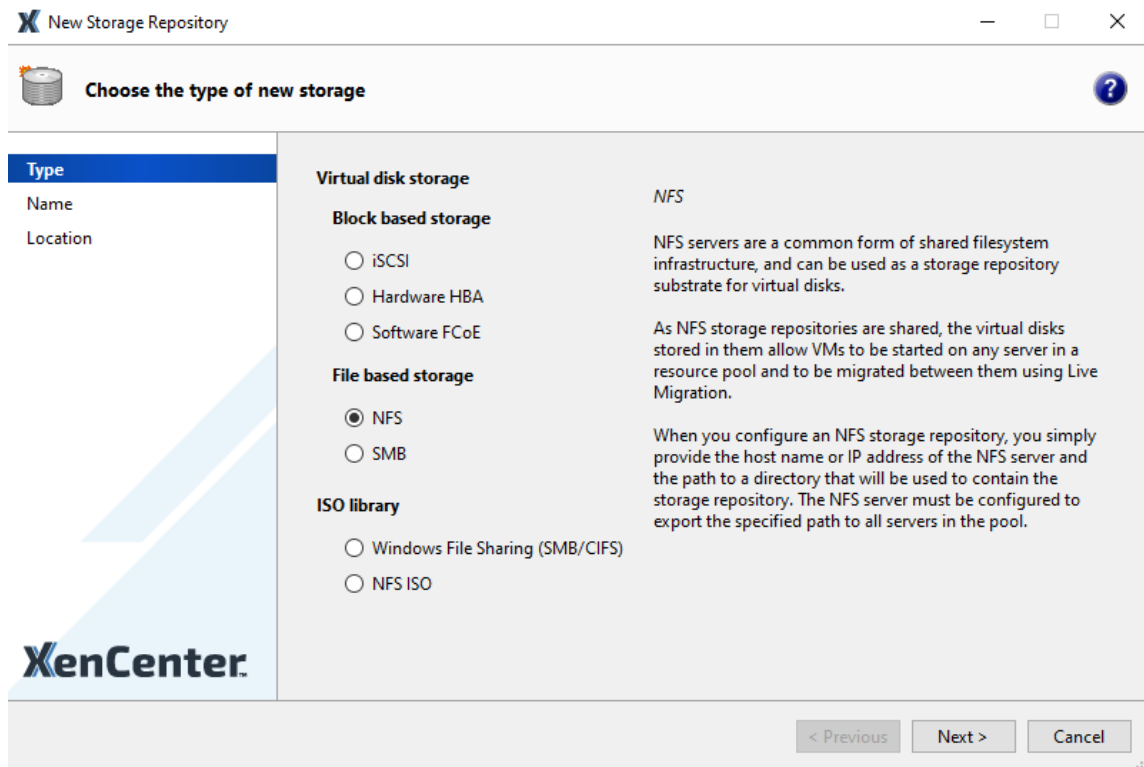 New Storage Repository
Choose the type of new storage
?
Type
Name
Location
Virtual disk storage
Block based storage
iSCSI
Hardware HBA
Software FCoE
File based storage
NFS
SMB
ISO library
Windows File Sharing (SMB/CIFS)
NFS ISO
NFS
NFS servers are a common form of shared filesystem
infrastructure, and can be used as a storage repository
substrate for virtual disks.
As NFS storage repositories are shared, the virtual disks
stored in them allow VMs to be started on any server in a
resource pool and to be migrated between them using Live
Migration.
When you configure an NFS storage repository, you simply
provide the host name or IP address of the NFS server and
the path to a directory that will be used to contain the
storage repository. The NFS server must be configured to
export the specified path to all servers in the pool.
XenCenter™
< Previous
Next >
Cancel